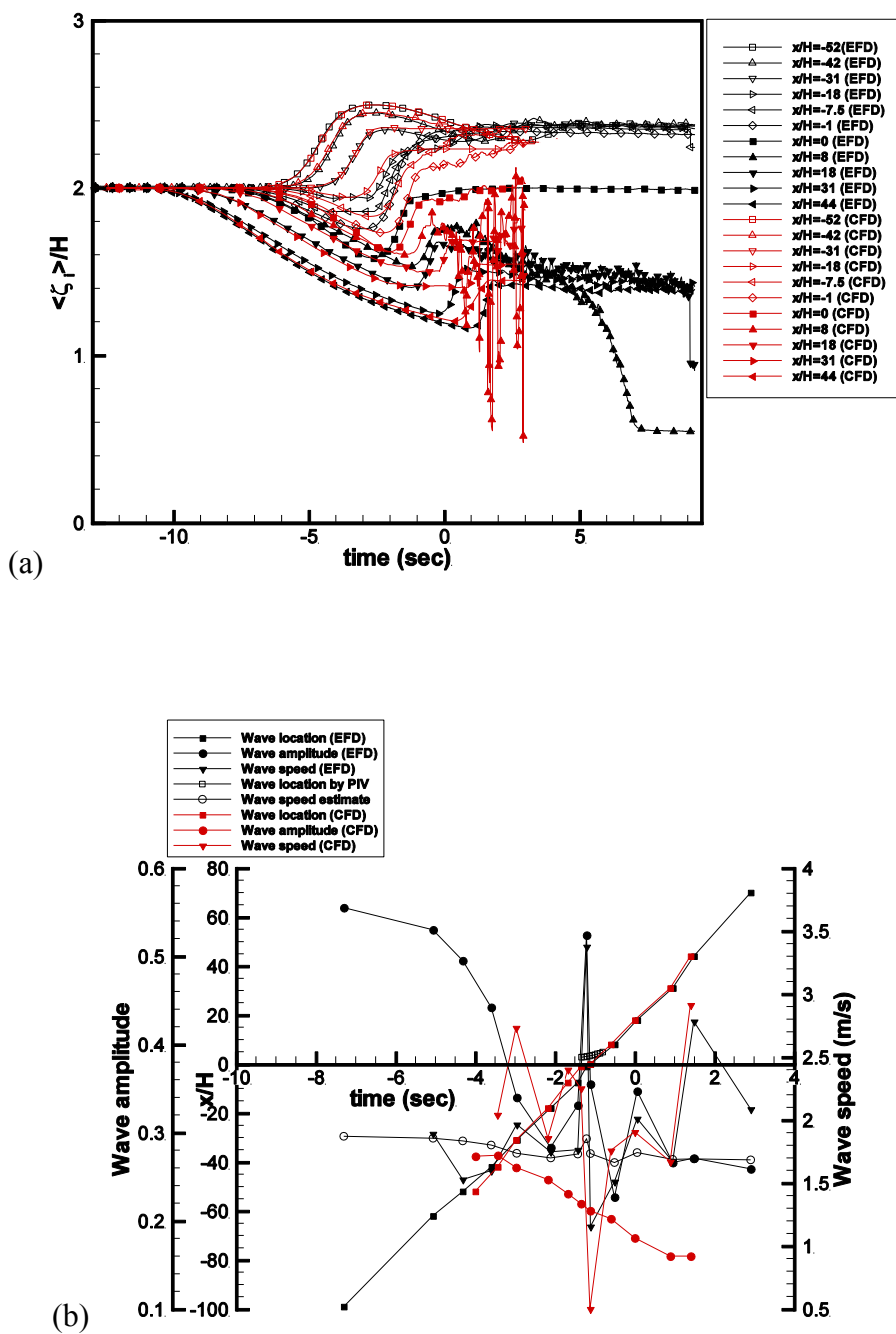 3
2
1
0
<ζI>/H
-10
-5
0
5
time (sec)
x/H=-52(EFD)
x/H=-42 (EFD)
x/H=-31 (EFD)
x/H=-18 (EFD)
x/H=-7.5 (EFD)
x/H=-1 (EFD)
x/H=0 (EFD)
x/H=8 (EFD)
x/H=18 (EFD)
x/H=31 (EFD)
x/H=44 (EFD)
x/H=-52 (CFD)
x/H=-42 (CFD)
x/H=-31 (CFD)
x/H=-18 (CFD)
x/H=-7.5 (CFD)
x/H=-1 (CFD)
x/H=0 (CFD)
x/H=8 (CFD)
x/H=18 (CFD)
x/H=31 (CFD)
x/H=44 (CFD)
(a)
Wave location (EFD)
Wave amplitude (EFD)
Wave speed (EFD)
Wave location by PIV
Wave speed estimate
Wave location (CFD)
Wave amplitude (CFD)
Wave speed (CFD)
0.6
0.5
0.4
0.3
0.2
0.1
Wave amplitude
80
60
40
20
0
-20
-40
-60
-80
-100
x/H
-10
-8
-6
-4
-2
0
2
4
time (sec)
4
3.5
3
2.5
2
1.5
1
0.5
Wave speed (m/s)
(b)